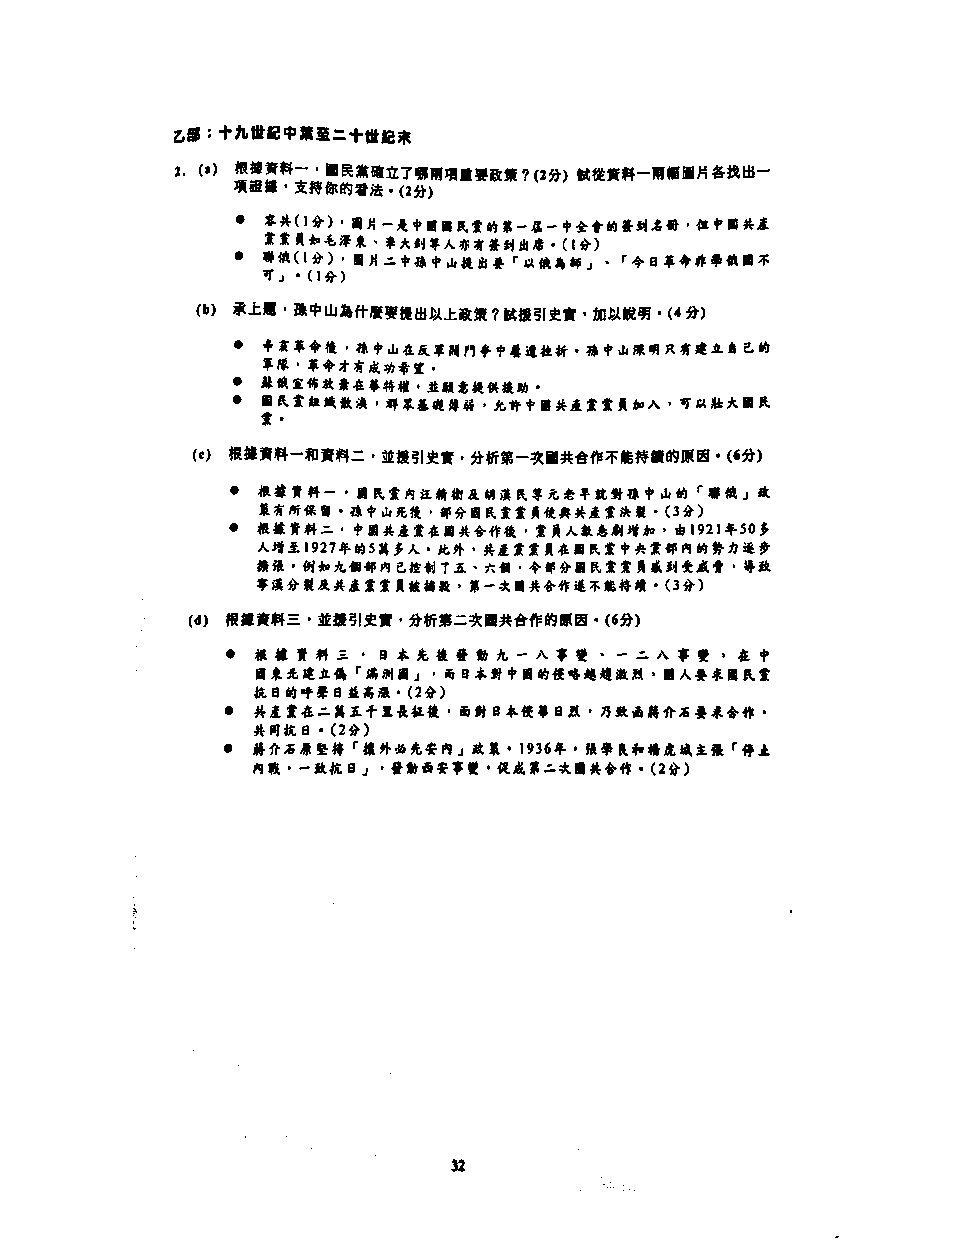 乙部：十九世紀中葉至二十世紀末
2. (a) 根據資料一，國民黨確立了哪兩項重要政策？(2分) 試從資料一兩幅圖片各找出一
項證據，支持你的看法。(2分)
● 容共(1分)，圖片一是中國國民黨的第一屆一中全會的簽到名冊，但中國共產
黨黨員如毛澤東、李大釗等人亦有簽到出席。(1分)
● 聯俄(1分)，圖片二中孫中山提出要「以俄為師」、「今日革命非學俄國不
可」。(1分)
(b) 承上題，孫中山為什麼要提出以上政策？試援引史實，加以說明。(4分)
● 辛亥革命後，孫中山在反軍閥鬥爭中屢遭挫折。孫中山深明只有建立自己的
軍隊，革命才有成功希望。
● 蘇俄宣佈放棄在華特權，並願意提供援助。
● 國民黨組織散渙，群眾基礎薄弱，允許中國共產黨黨員加入，可以壯大國民
黨。
(c) 根據資料一和資料二，並援引史實，分析第一次國共合作不能持續的原因。(6分)
● 根據資料一，國民黨內汪精衛及胡漢民等元老早就對孫中山的「聯俄」政
策有所保留。孫中山死後，部分國民黨黨員便與共產黨決裂。(3分)
● 根據資料二，中國共產黨在國共合作後，黨員人數急劇增加，由1921年50多
人增至1927年的5萬多人。此外，共產黨黨員在國民黨中央黨部內的勢力逐步
擴張，例如九個部內已控制了五、六個，令部分國民黨黨員感到受威脅，導致
寧漢分裂及共產黨黨員被捕殺，第一次國共合作遂不能持續。(3分)
(d) 根據資料三，並援引史實，分析第二次國共合作的原因。(6分)
● 根據資料三，日本先後發動九一八事變、一二八事變，在中
國東北建立偽「滿洲國」，而日本對中國的侵略越趨激烈，國人要求國民黨
抗日的呼聲日益高漲。(2分)
● 共產黨在二萬五千里長征後，面對日本侵華日烈，乃致函蔣介石要求合作，
共同抗日。(2分)
● 蔣介石原堅持「攘外必先安內」政策。1936年，張學良和楊虎城主張「停止
內戰，一致抗日」，發動西安事變，促成第二次國共合作。(2分)
32